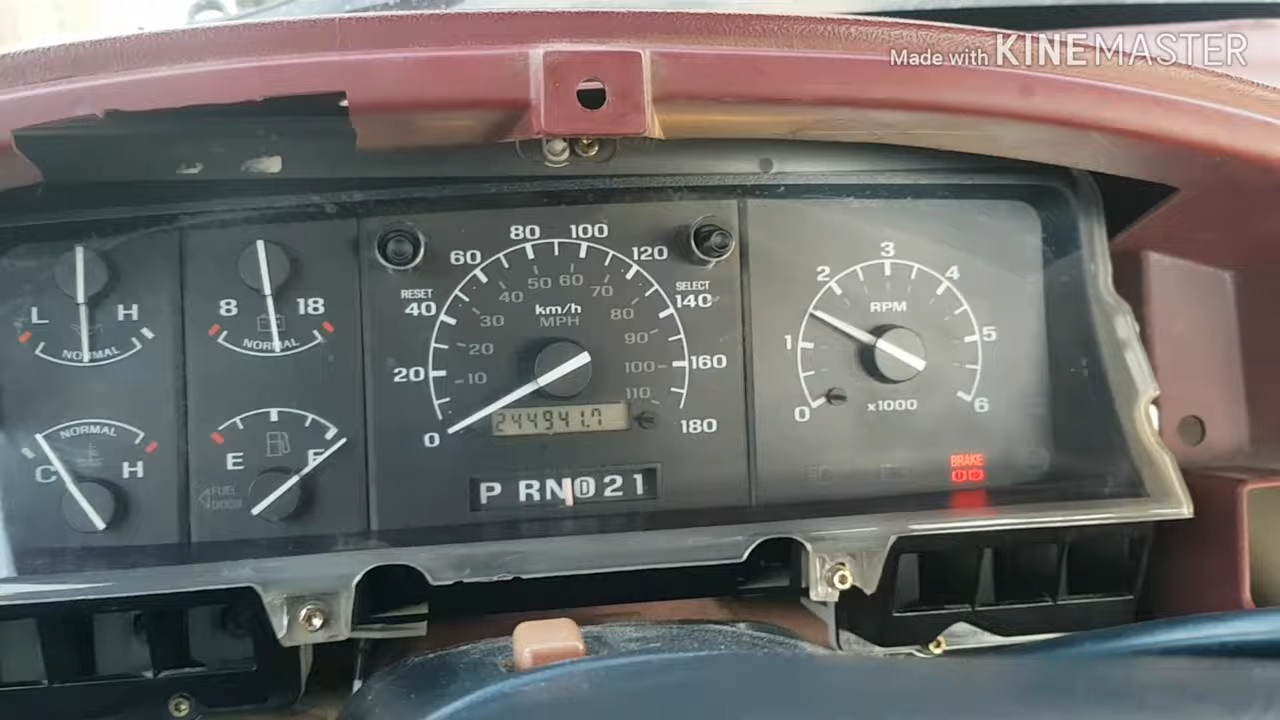 Made with KINEMASTER
L H
NORMAL
8 18
NORMAL
NORMAL
C H
E F
FUEL
DOOR
RESET
SELECT
0 20 40 60 80 100 120 140 160 180
km/h
MPH
10 20 30 40 50 60 70 80 90 100 110
244941.7
P RN D 2 1
0 1 2 3 4 5 6
RPM
x1000
BRAKE